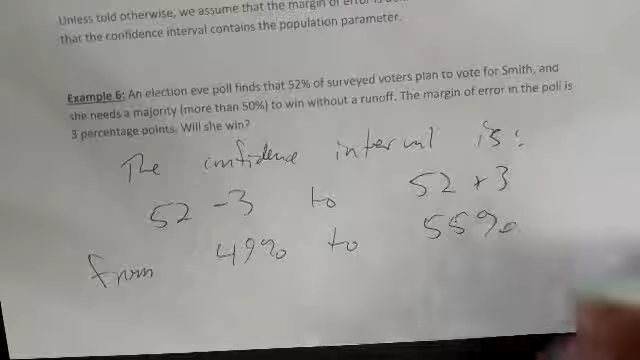 Unless told otherwise, we assume that the margin of error is
that the confidence interval contains the population parameter.
Example 6: An election eve poll finds that 52% of surveyed voters plan to vote for Smith, and
she needs a majority (more than 50%) to win without a runoff. The margin of error in the poll is
3 percentage points. Will she win?
The confidence interval is:
52 - 3 to 52 + 3
from 49% to 55%